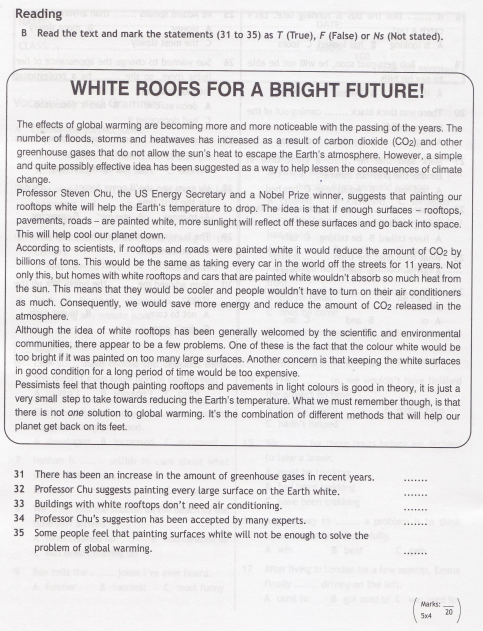 Reading
B Read the text and mark the statements (31 to 35) as T (True), F (False) or Ns (Not stated).
WHITE ROOFS FOR A BRIGHT FUTURE!
The effects of global warming are becoming more and more noticeable with the passing of the years. The
number of floods, storms and heatwaves has increased as a result of carbon dioxide (CO2) and other
greenhouse gases that do not allow the sun's heat to escape the Earth's atmosphere. However, a simple
and quite possibly effective idea has been suggested as a way to help lessen the consequences of climate
change.
Professor Steven Chu, the US Energy Secretary and a Nobel Prize winner, suggests that painting our
rooftops white will help the Earth's temperature to drop. The idea is that if enough surfaces – rooftops,
pavements, roads – are painted white, more sunlight will reflect off these surfaces and go back into space.
This will help cool our planet down.
According to scientists, if rooftops and roads were painted white it would reduce the amount of CO2 by
billions of tons. This would be the same as taking every car in the world off the streets for 11 years. Not
only this, but homes with white rooftops and cars that are painted white wouldn't absorb so much heat from
the sun. This means that they would be cooler and people wouldn't have to turn on their air conditioners
as much. Consequently, we would save more energy and reduce the amount of CO2 released in the
atmosphere.
Although the idea of white rooftops has been generally welcomed by the scientific and environmental
communities, there appear to be a few problems. One of these is the fact that the colour white would be
too bright if it was painted on too many large surfaces. Another concern is that keeping the white surfaces
in good condition for a long period of time would be too expensive.
Pessimists feel that though painting rooftops and pavements in light colours is good in theory, it is just a
very small step to take towards reducing the Earth's temperature. What we must remember though, is that
there is not one solution to global warming. It's the combination of different methods that will help our
planet get back on its feet.
31 There has been an increase in the amount of greenhouse gases in recent years. .......
32 Professor Chu suggests painting every large surface on the Earth white. .......
33 Buildings with white rooftops don't need air conditioning. .......
34 Professor Chu's suggestion has been accepted by many experts. .......
35 Some people feel that painting surfaces white will not be enough to solve the
problem of global warming. .......
Marks: __
5x4 20